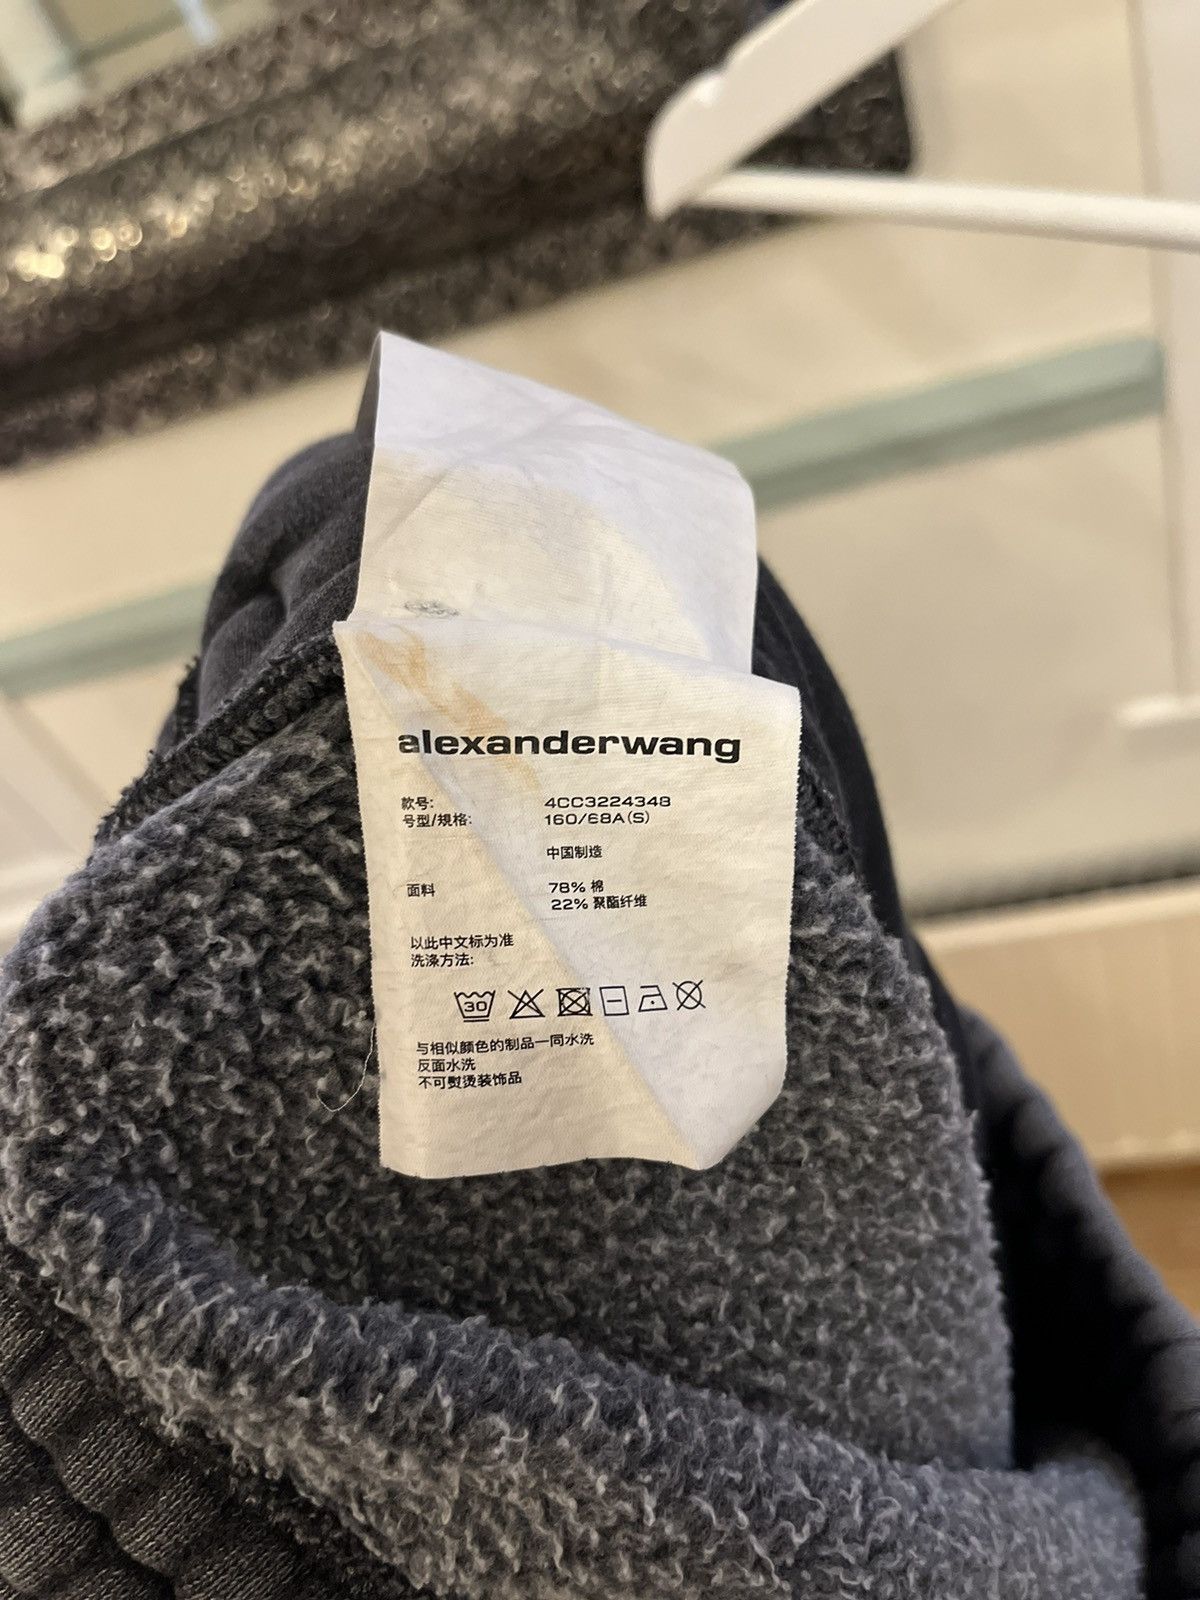 alexanderwang
款号: 4CC3224348
号型/規格: 160/68A(S)
中国制造
面料 78% 棉
22% 聚酯纤维
以此中文标为准
洗涤方法:
30
与相似颜色的制品一同水洗
反面水洗
不可熨烫装饰品